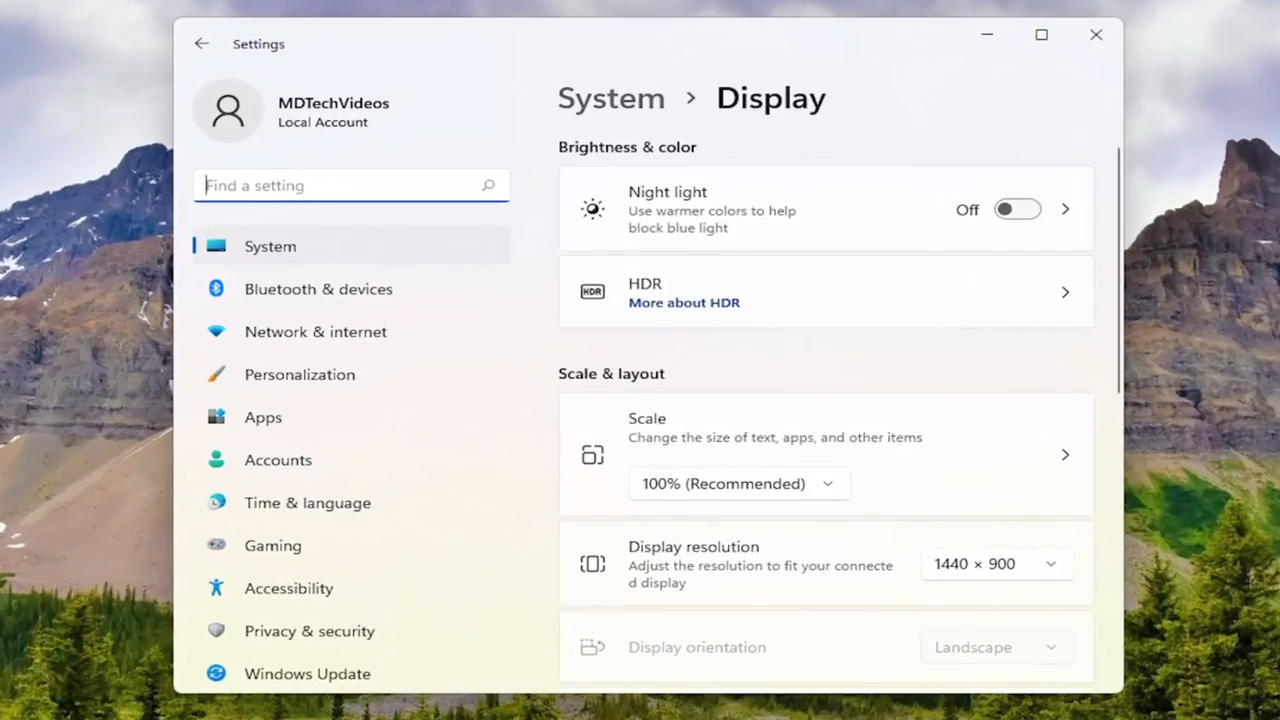 Settings
MDTechVideos
Local Account
Find a setting
System
Bluetooth & devices
Network & internet
Personalization
Apps
Accounts
Time & language
Gaming
Accessibility
Privacy & security
Windows Update
System > Display
Brightness & color
Night light
Use warmer colors to help
block blue light
Off
HDR
HDR
More about HDR
Scale & layout
Scale
Change the size of text, apps, and other items
100% (Recommended)
Display resolution
Adjust the resolution to fit your connecte
d display
1440 × 900
Display orientation
Landscape